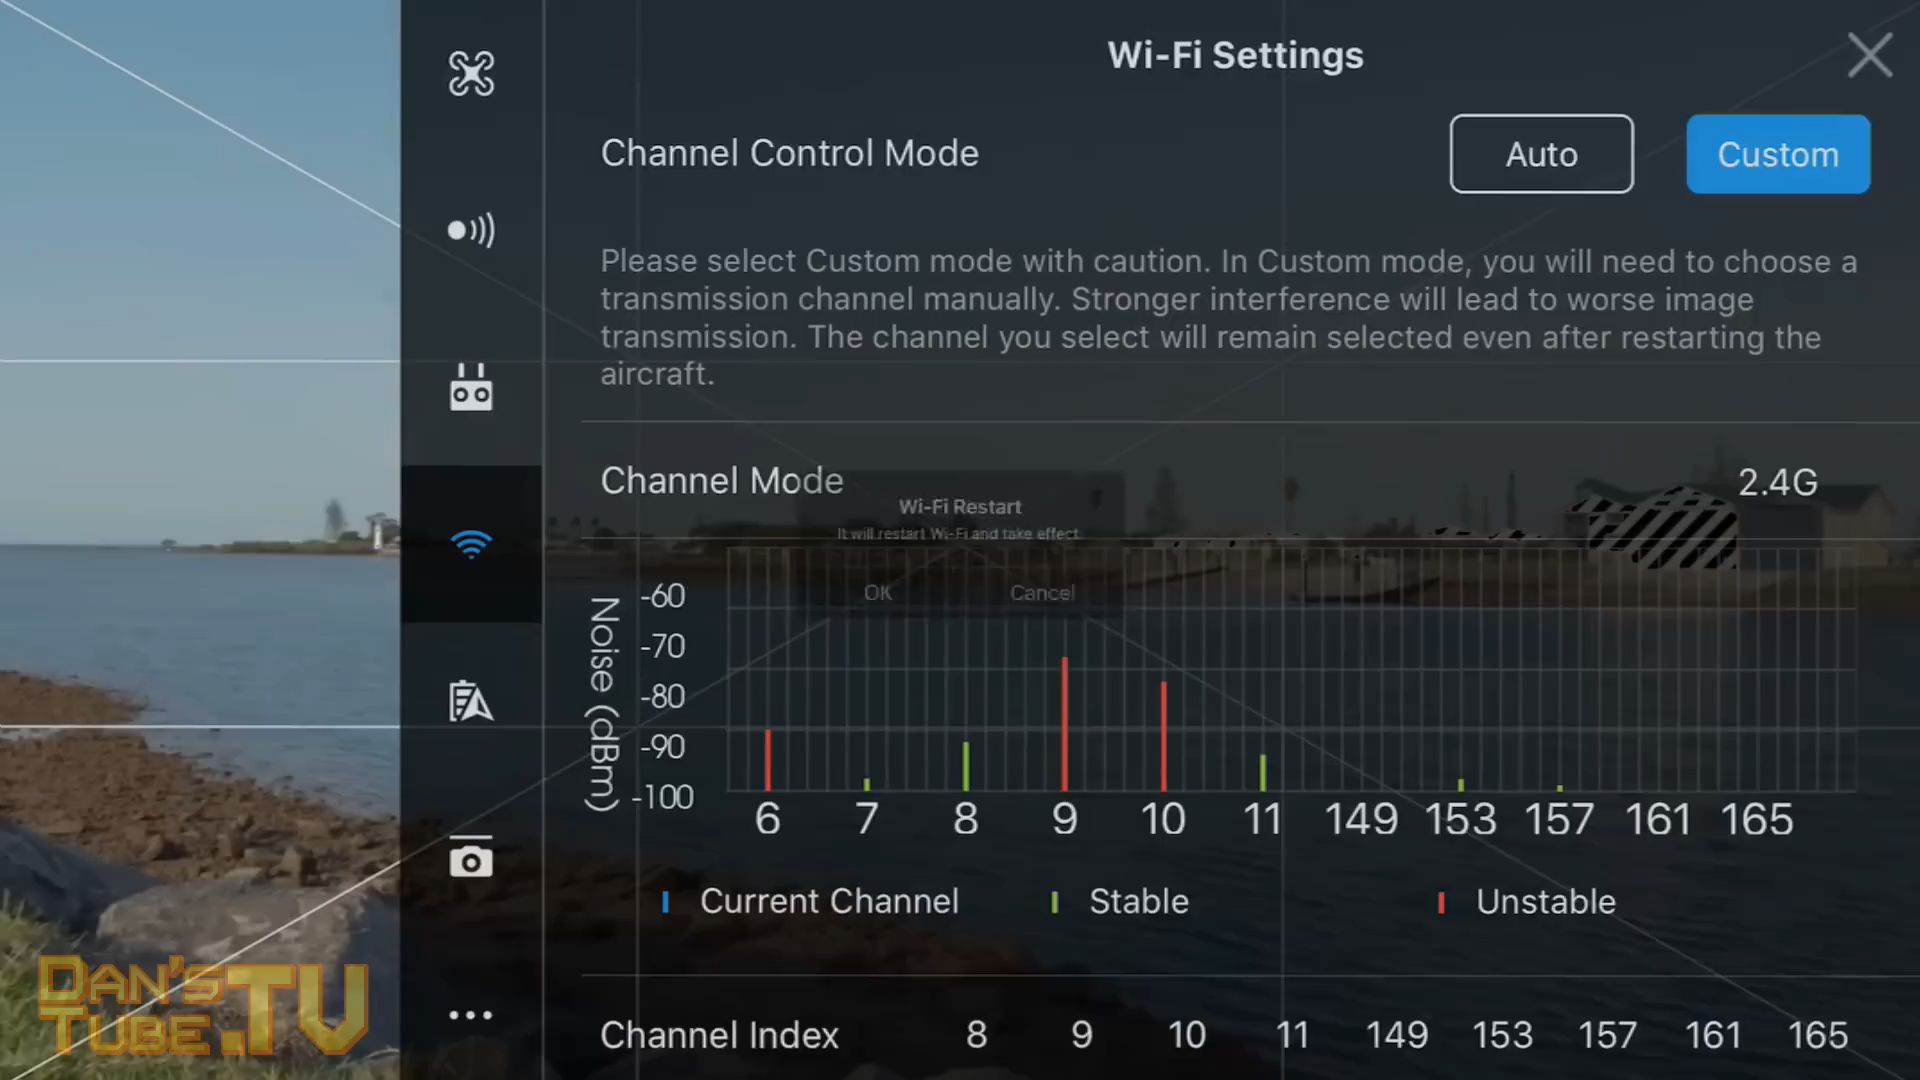 Wi-Fi Settings
Channel Control Mode
Auto
Custom
Please select Custom mode with caution. In Custom mode, you will need to choose a
transmission channel manually. Stronger interference will lead to worse image
transmission. The channel you select will remain selected even after restarting the
aircraft.
Channel Mode
2.4G
Wi-Fi Restart
It will restart Wi-Fi and take effect
OK
Cancel
Noise (dBm)
-60
-70
-80
-90
-100
6 7 8 9 10 11 149 153 157 161 165
Current Channel
Stable
Unstable
Channel Index
8 9 10 11 149 153 157 161 165
DAN'S
TUBE.TV